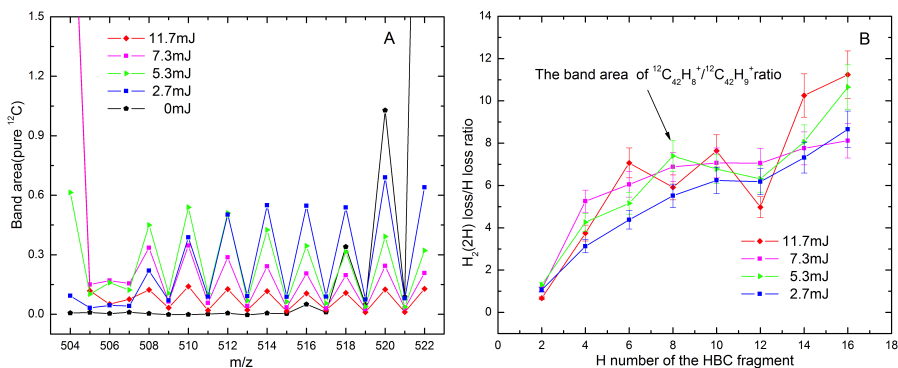 A
11.7mJ
7.3mJ
5.3mJ
2.7mJ
0mJ
1.5
1.2
0.9
0.6
0.3
0.0
Band area(pure ¹²C)
504 506 508 510 512 514 516 518 520 522
m/z
B
The band area of ¹²C₄₂H₈⁺/¹²C₄₂H₉⁺ratio
14
12
10
8
6
4
2
0
H₂(2H) loss/H loss ratio
11.7mJ
7.3mJ
5.3mJ
2.7mJ
0 2 4 6 8 10 12 14 16 18
H number of the HBC fragment